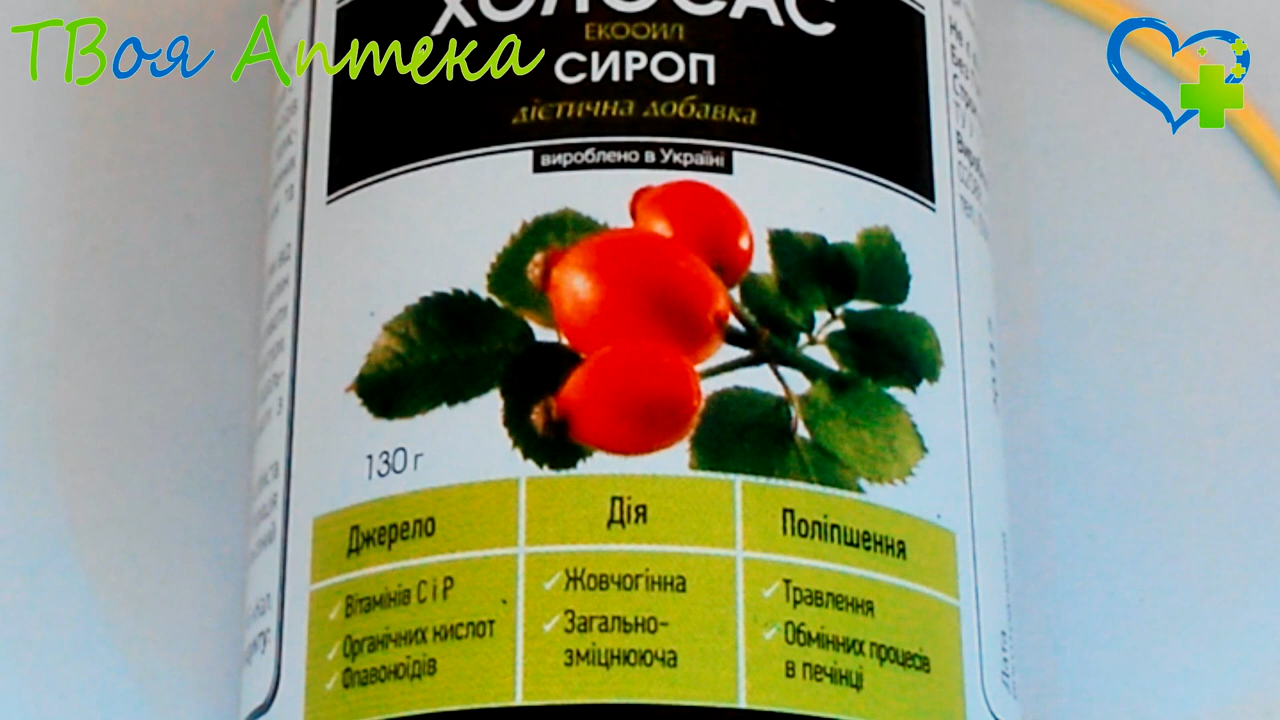 ТВоя Аптека
ХОЛОСАС
ЕКООИЛ
СИРОП
дієтична добавка
вироблено в Україні
130 г
Джерело
Дія
Поліпшення
Вітамінів С і Р
Органічних кислот
Флавоноїдів
Жовчогінна
Загально-
зміцнююча
Травлення
Обмінних процесів
в печінці